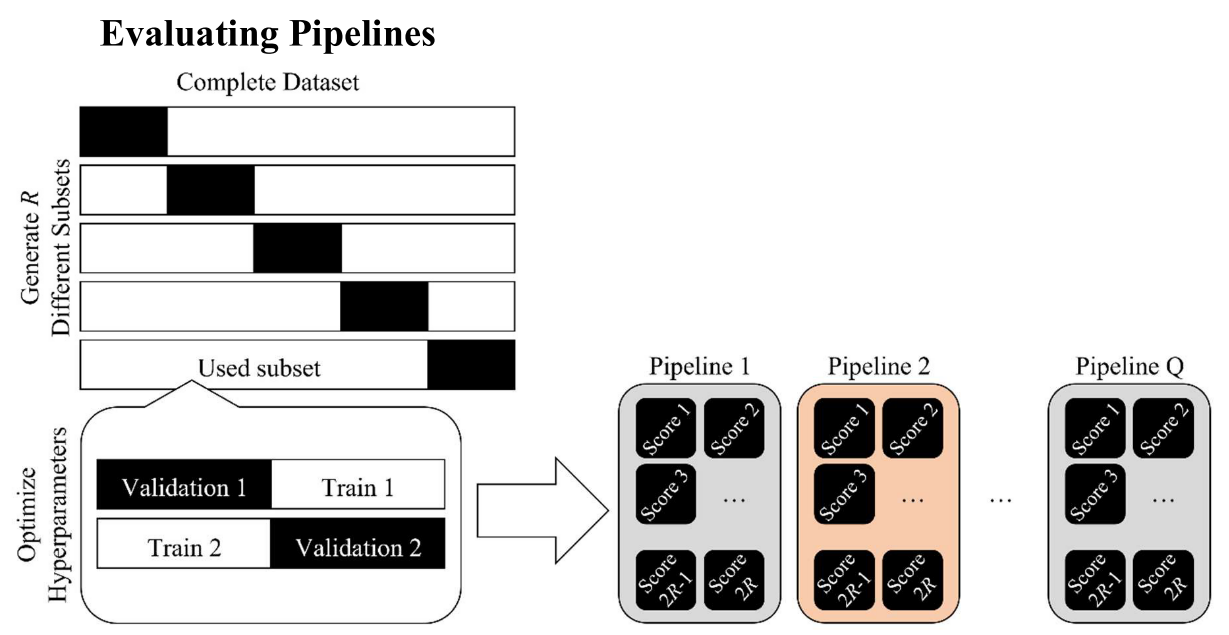 Evaluating Pipelines
Complete Dataset
Generate R
Different Subsets
Used subset
Optimize
Hyperparameters
Validation 1
Train 1
Train 2
Validation 2
Pipeline 1
Score 1
Score 2
Score 3
...
Score
2R-1
Score
2R
Pipeline 2
Score 1
Score 2
Score 3
...
Score
2R-1
Score
2R
...
Pipeline Q
Score 1
Score 2
Score 3
...
Score
2R-1
Score
2R